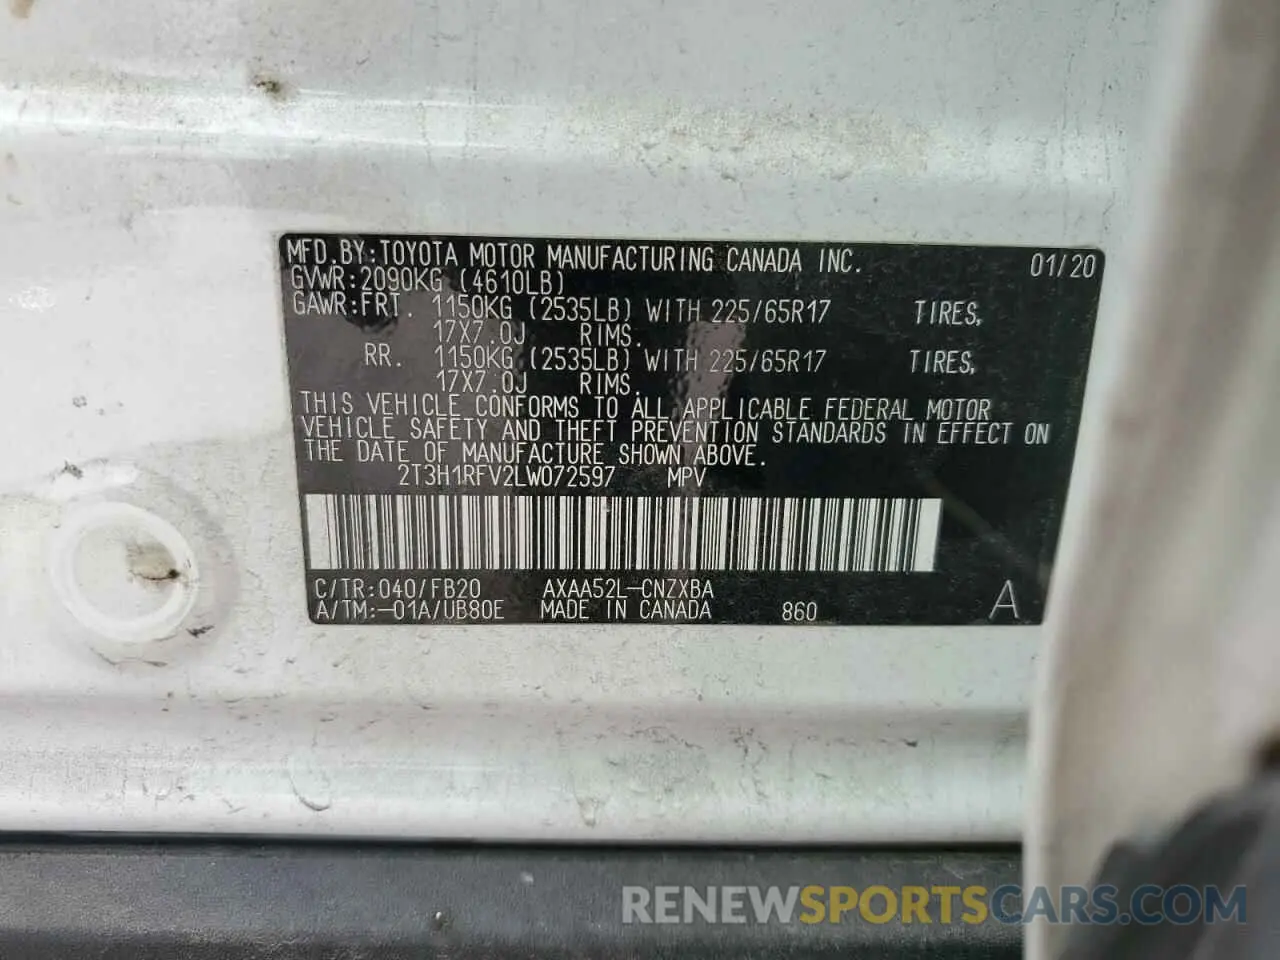 MFD.BY:TOYOTA MOTOR MANUFACTURING CANADA INC. 01/20
GVWR:2090KG (4610LB)
GAWR:FRT. 1150KG (2535LB) WITH 225/65R17 TIRES,
17X7.0J RIMS.
RR. 1150KG (2535LB) WITH 225/65R17 TIRES,
17X7.0J RIMS.
THIS VEHICLE CONFORMS TO ALL APPLICABLE FEDERAL MOTOR
VEHICLE SAFETY AND THEFT PREVENTION STANDARDS IN EFFECT ON
THE DATE OF MANUFACTURE SHOWN ABOVE.
2T3H1RFV2LW072597 MPV
C/TR:040/FB20 AXAA52L-CNZXBA
A/TM:-01A/UB80E MADE IN CANADA 860 A
RENEWSPORTSCARS.COM